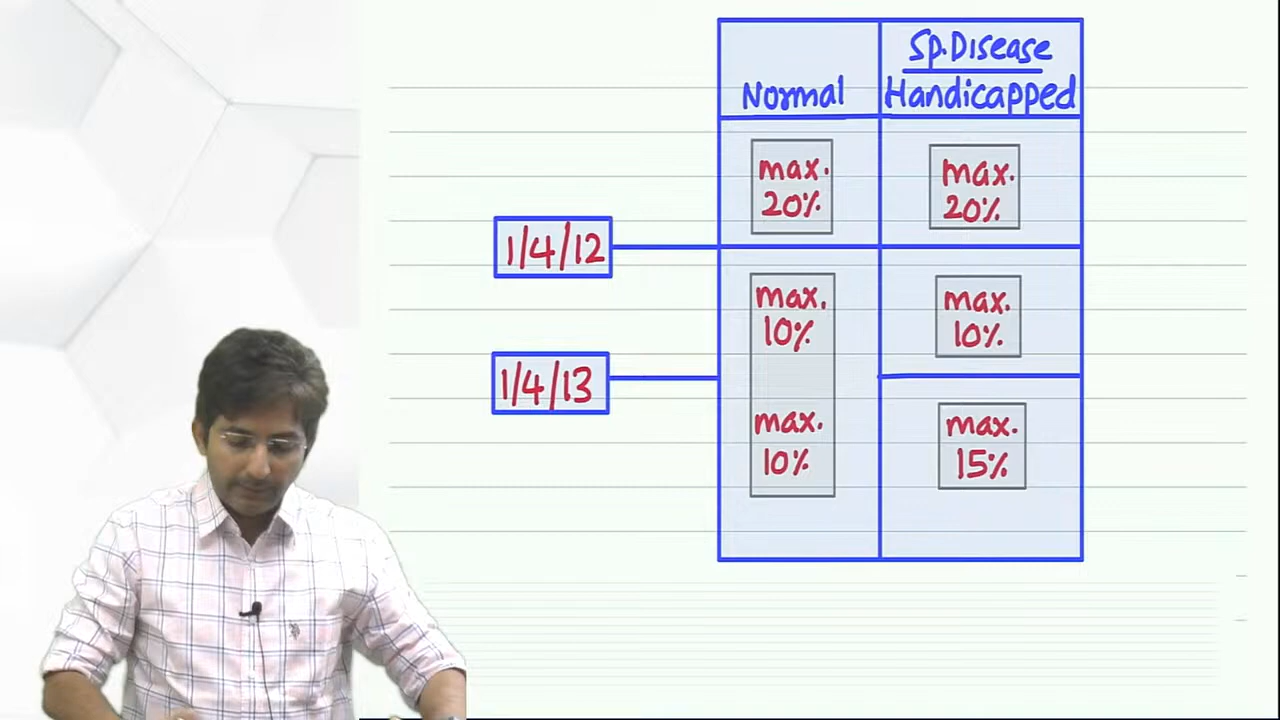 Sp.Disease
Normal
Handicapped
max.
20%
max.
20%
1/4/12
max.
10%
max.
10%
1/4/13
max.
10%
max.
15%